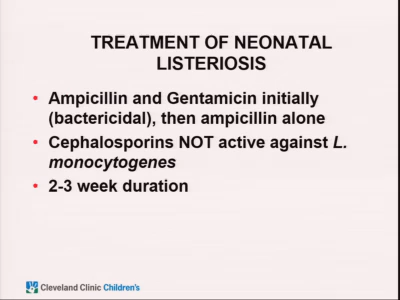 TREATMENT OF NEONATAL
LISTERIOSIS
• Ampicillin and Gentamicin initially
(bactericidal), then ampicillin alone
• Cephalosporins NOT active against L.
monocytogenes
• 2-3 week duration
Cleveland Clinic Children's